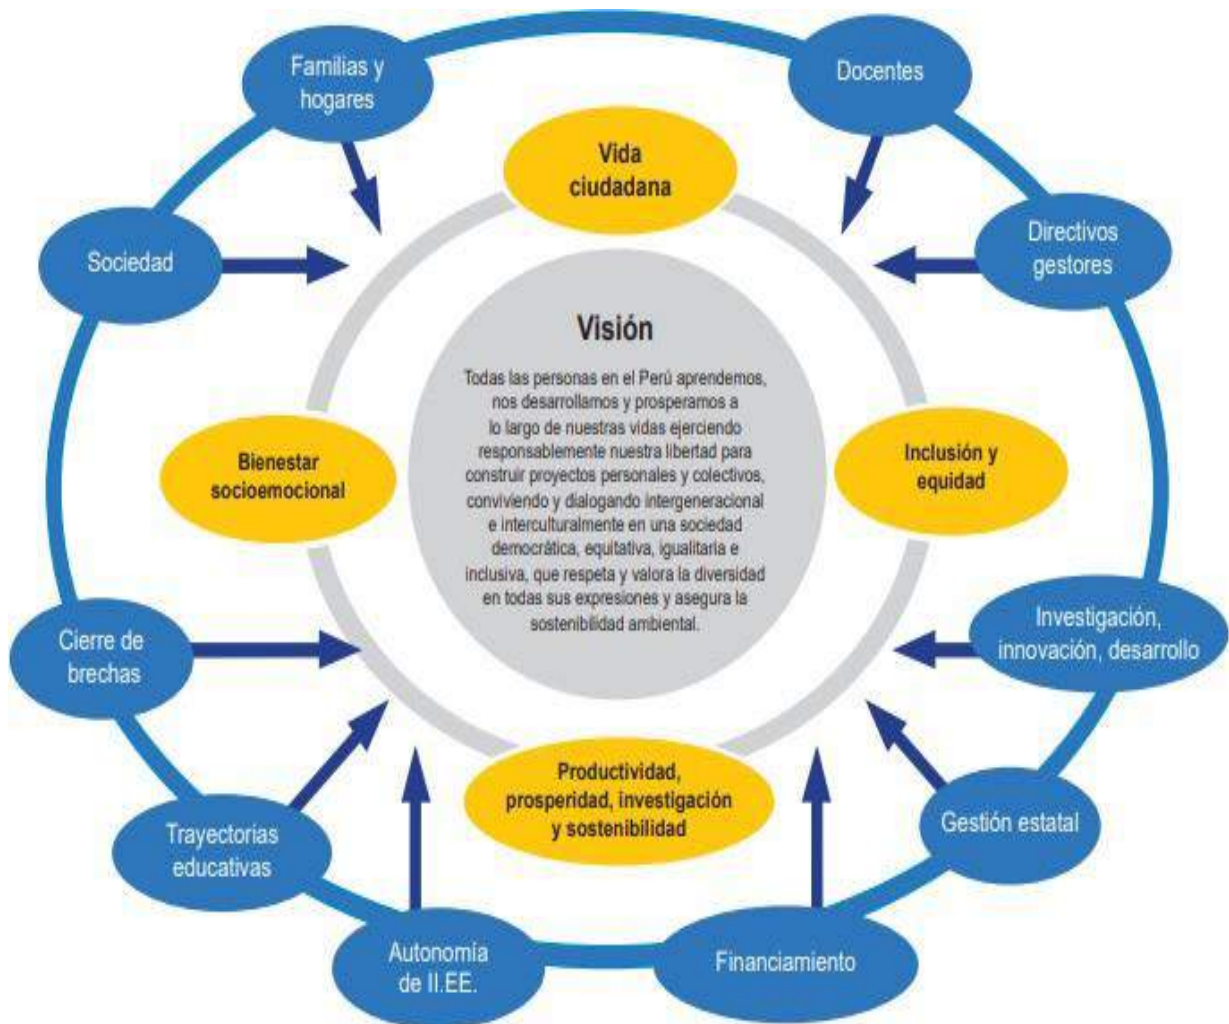 Familias y
hogares
Docentes
Vida
ciudadana
Sociedad
Directivos
gestores
Visión
Todas las personas en el Perú aprendemos,
nos desarrollamos y prosperamos a
lo largo de nuestras vidas ejerciendo
responsablemente nuestra libertad para
construir proyectos personales y colectivos,
conviviendo y dialogando intergeneracional
e interculturalmente en una sociedad
democrática, equitativa, igualitaria e
inclusiva, que respeta y valora la diversidad
en todas sus expresiones y asegura la
sostenibilidad ambiental.
Bienestar
socioemocional
Inclusión y
equidad
Cierre de
brechas
Investigación,
innovación, desarrollo
Productividad,
prosperidad, investigación
y sostenibilidad
Trayectorias
educativas
Gestión estatal
Autonomía
de II.EE.
Financiamiento